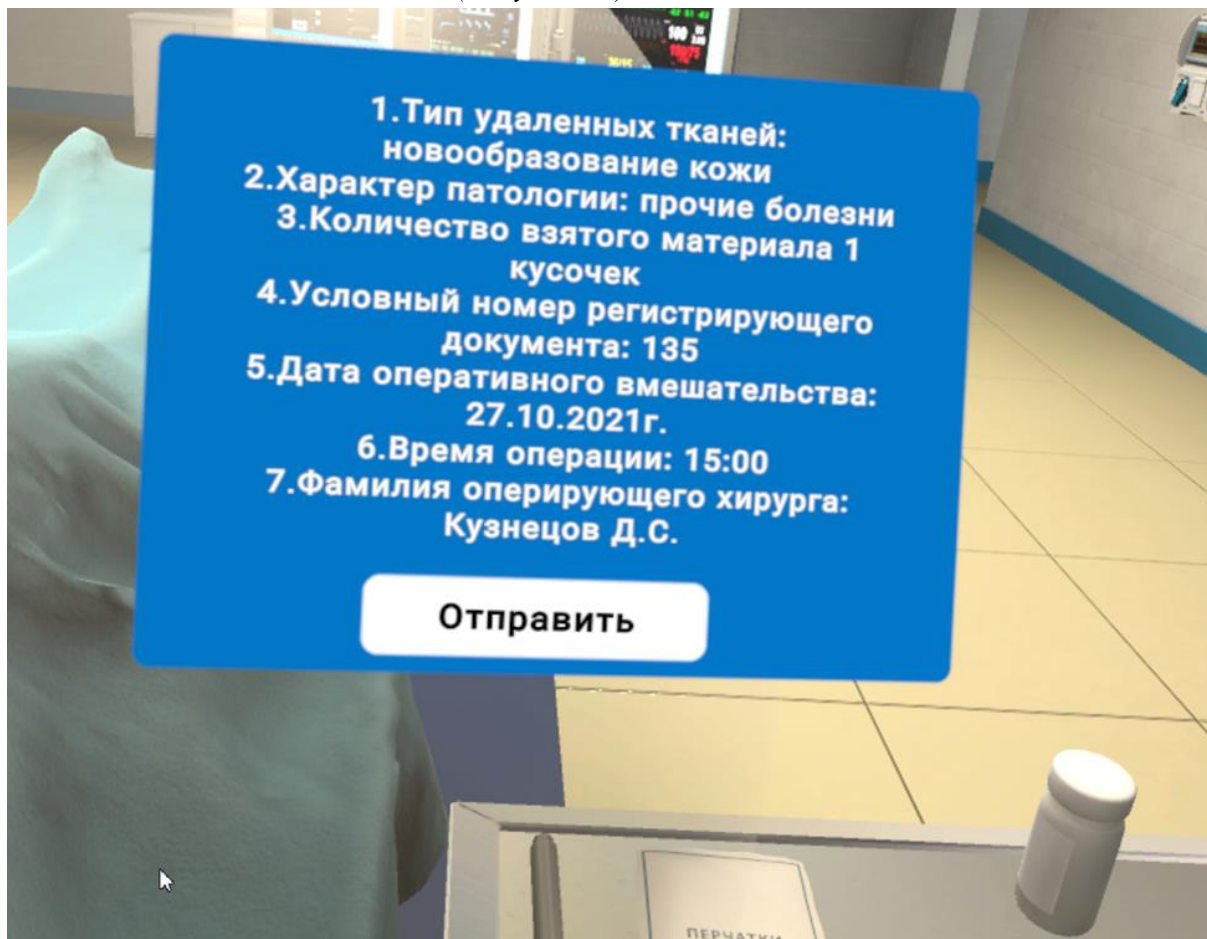 1.Тип удаленных тканей:
новообразование кожи
2.Характер патологии: прочие болезни
3.Количество взятого материала 1
кусочек
4.Условный номер регистрирующего
документа: 135
5.Дата оперативного вмешательства:
27.10.2021г.
6.Время операции: 15:00
7.Фамилия оперирующего хирурга:
Кузнецов Д.С.
Отправить
ПЕРЧАТКИ